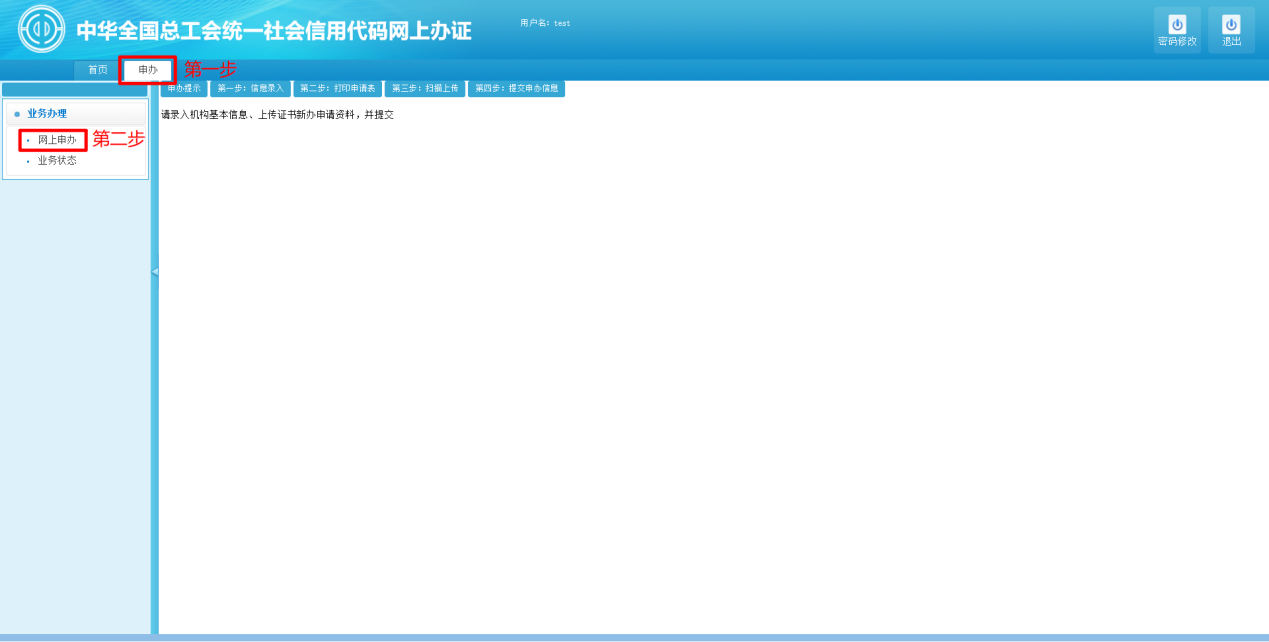 中华全国总工会统一社会信用代码网上办证
用户名: test
密码修改
退出
首页
申办
第一步
申办提示
第一步: 信息录入
第二步: 打印申请表
第三步: 扫描上传
第四步: 提交申办信息
业务办理
请录入机构基本信息、上传证书新办申请资料，并提交
网上申办
第二步
业务状态